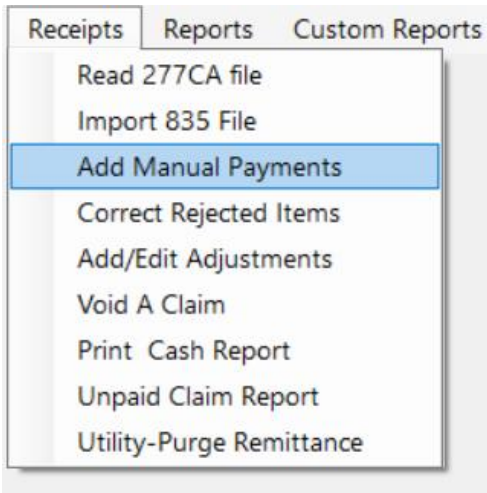 Receipts Reports Custom Reports
Read 277CA file
Import 835 File
Add Manual Payments
Correct Rejected Items
Add/Edit Adjustments
Void A Claim
Print Cash Report
Unpaid Claim Report
Utility-Purge Remittance